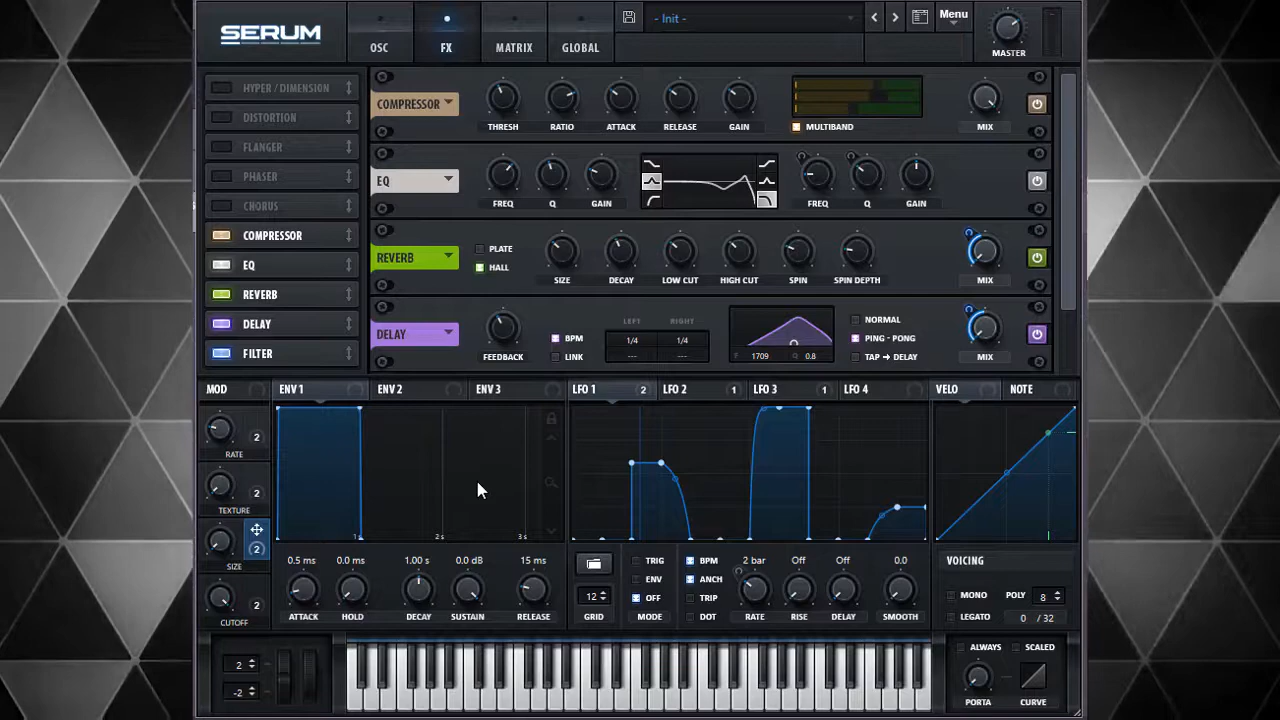 SERUM
OSC
FX
MATRIX
GLOBAL
- Init -
Menu
MASTER
HYPER / DIMENSION
DISTORTION
FLANGER
PHASER
CHORUS
COMPRESSOR
EQ
REVERB
DELAY
FILTER
COMPRESSOR
THRESH
RATIO
ATTACK
RELEASE
GAIN
MULTIBAND
MIX
EQ
FREQ
Q
GAIN
FREQ
Q
GAIN
REVERB
PLATE
HALL
SIZE
DECAY
LOW CUT
HIGH CUT
SPIN
SPIN DEPTH
MIX
DELAY
FEEDBACK
BPM
LINK
LEFT
RIGHT
1/4
1/4
---
---
F
1709
Q
0.8
NORMAL
PING - PONG
TAP ➔ DELAY
MIX
MOD
ENV 1
ENV 2
ENV 3
LFO 1
2
LFO 2
1
LFO 3
1
LFO 4
VELO
NOTE
2
RATE
2
TEXTURE
2
SIZE
2
CUTOFF
1s
2s
3s
0.5 ms
0.0 ms
1.00 s
0.0 dB
15 ms
ATTACK
HOLD
DECAY
SUSTAIN
RELEASE
12
GRID
TRIG
ENV
OFF
MODE
BPM
ANCH
TRIP
DOT
2 bar
Off
Off
0.0
RATE
RISE
DELAY
SMOOTH
VOICING
MONO
POLY
8
LEGATO
0 / 32
2
-2
ALWAYS
SCALED
PORTA
CURVE